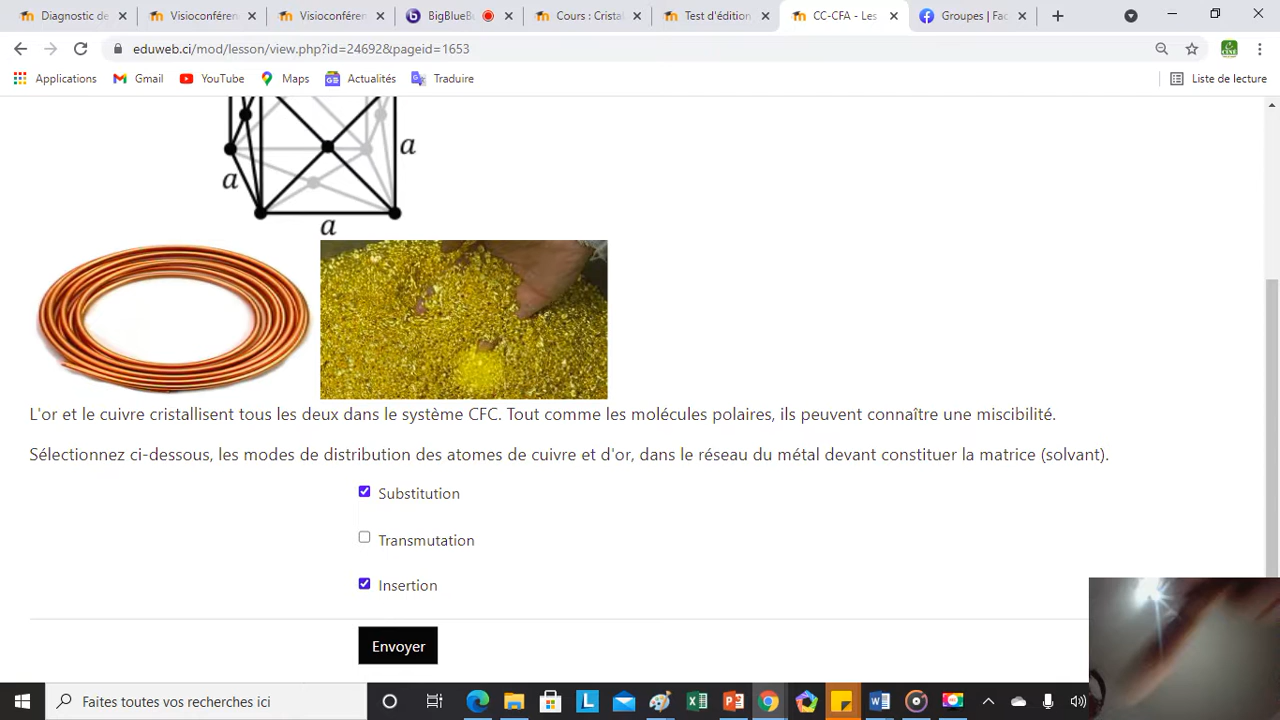 Diagnostic de
Visioconféren
Visioconféren
BigBlueBu
Cours : Cristal
Test d'édition
CC-CFA - Les
Groupes | Fac
eduweb.ci/mod/lesson/view.php?id=24692&pageid=1653
Applications
Gmail
YouTube
Maps
Actualités
Traduire
Liste de lecture
a
a
a
L'or et le cuivre cristallisent tous les deux dans le système CFC. Tout comme les molécules polaires, ils peuvent connaître une miscibilité.
Sélectionnez ci-dessous, les modes de distribution des atomes de cuivre et d'or, dans le réseau du métal devant constituer la matrice (solvant).
Substitution
Transmutation
Insertion
Envoyer
Faites toutes vos recherches ici